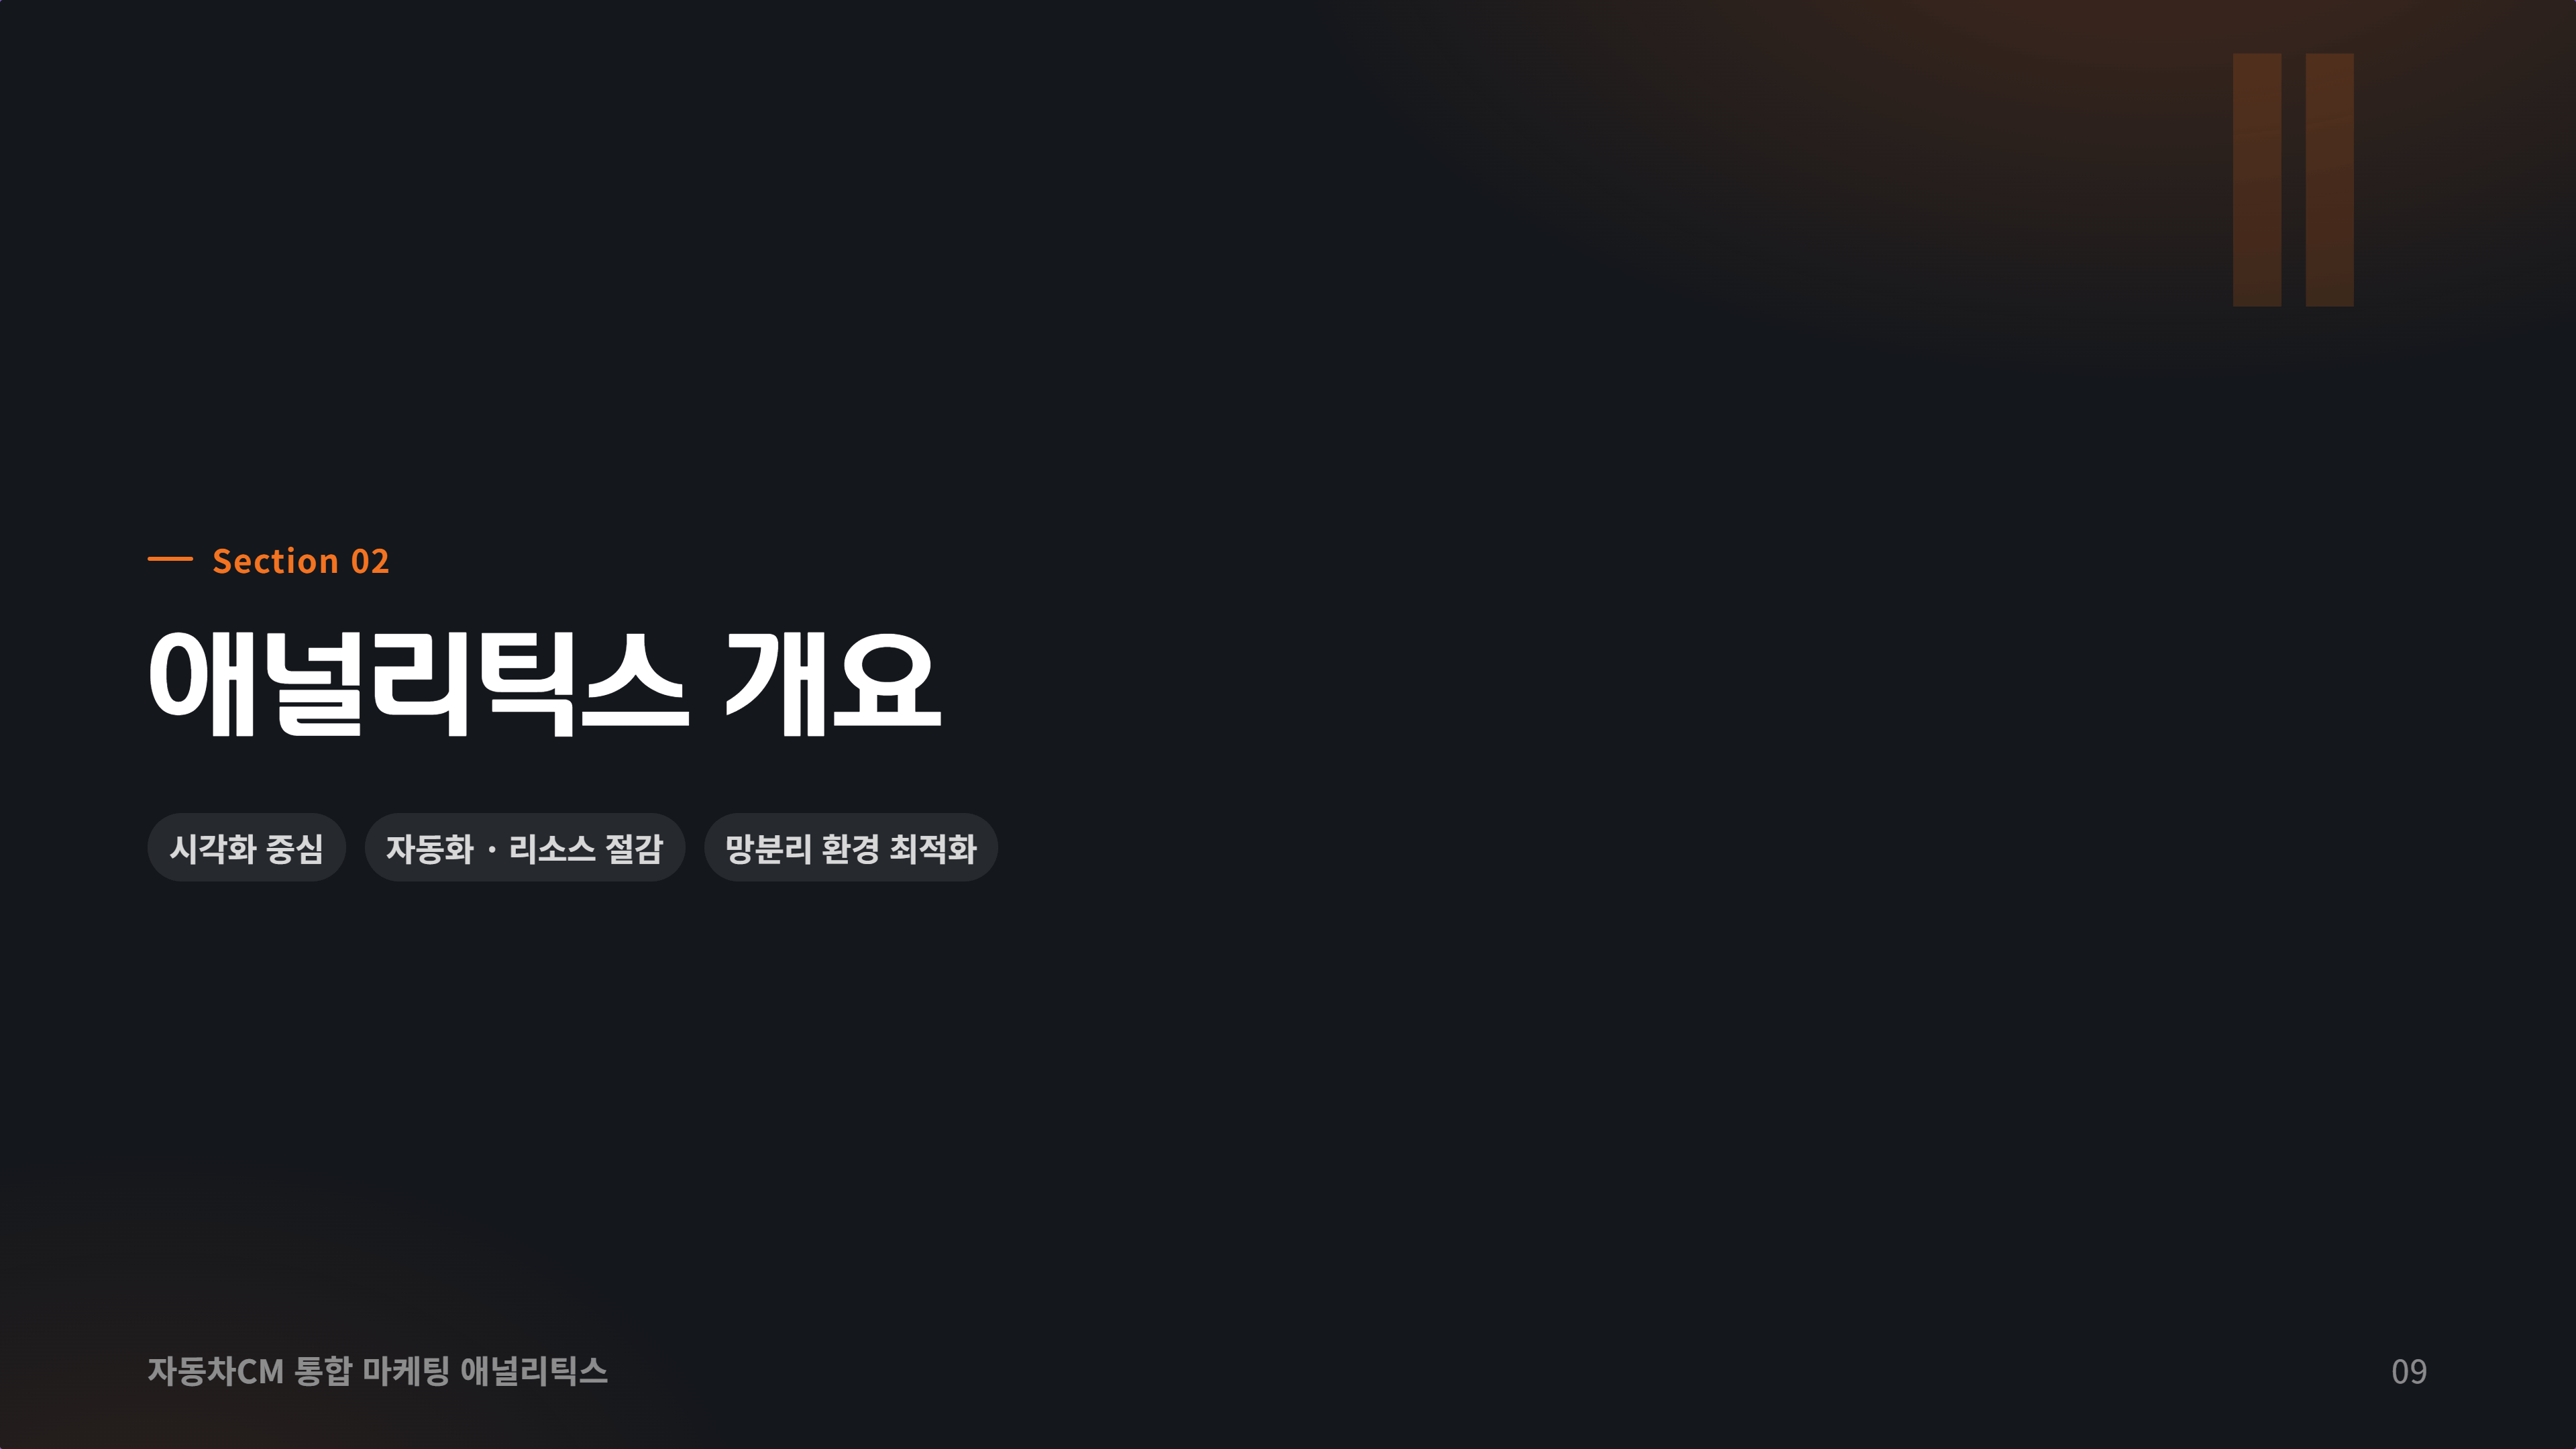 Section 02
애널리틱스 개요
시각화 중심
자동화 · 리소스 절감
망분리 환경 최적화
자동차CM 통합 마케팅 애널리틱스
09